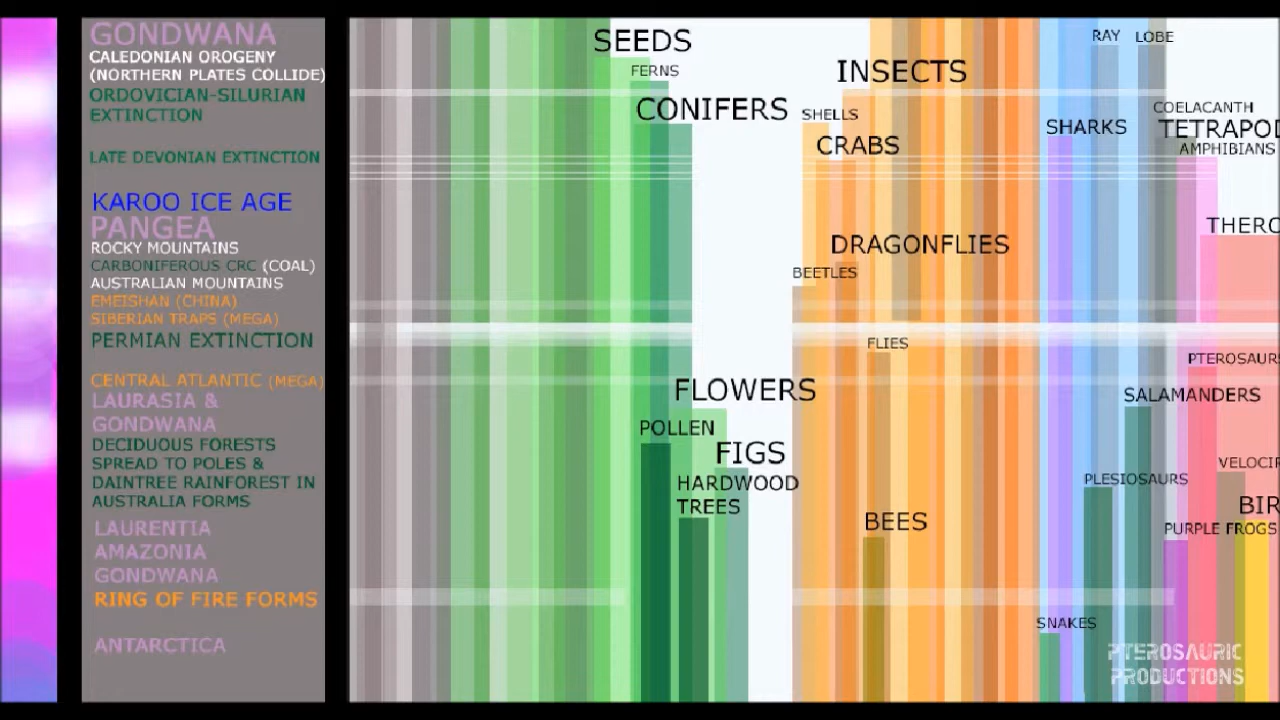 GONDWANA
CALEDONIAN OROGENY
(NORTHERN PLATES COLLIDE)
ORDOVICIAN-SILURIAN
EXTINCTION
LATE DEVONIAN EXTINCTION
KAROO ICE AGE
PANGEA
ROCKY MOUNTAINS
CARBONIFEROUS CRC (COAL)
AUSTRALIAN MOUNTAINS
EMEISHAN (CHINA)
SIBERIAN TRAPS (MEGA)
PERMIAN EXTINCTION
CENTRAL ATLANTIC (MEGA)
LAURASIA &
GONDWANA
DECIDUOUS FORESTS
SPREAD TO POLES &
DAINTREE RAINFOREST IN
AUSTRALIA FORMS
LAURENTIA
AMAZONIA
GONDWANA
RING OF FIRE FORMS
ANTARCTICA
SEEDS
FERNS
CONIFERS
FLOWERS
POLLEN
FIGS
HARDWOOD
TREES
INSECTS
SHELLS
CRABS
DRAGONFLIES
BEETLES
FLIES
BEES
RAY LOBE
COELACANTH
SHARKS
TETRAPOD
AMPHIBIANS
THERO
PTEROSAURS
SALAMANDERS
VELOCIR
PLESIOSAURS
BIR
PURPLE FROGS
SNAKES
PTEROSAURIC
PRODUCTIONS